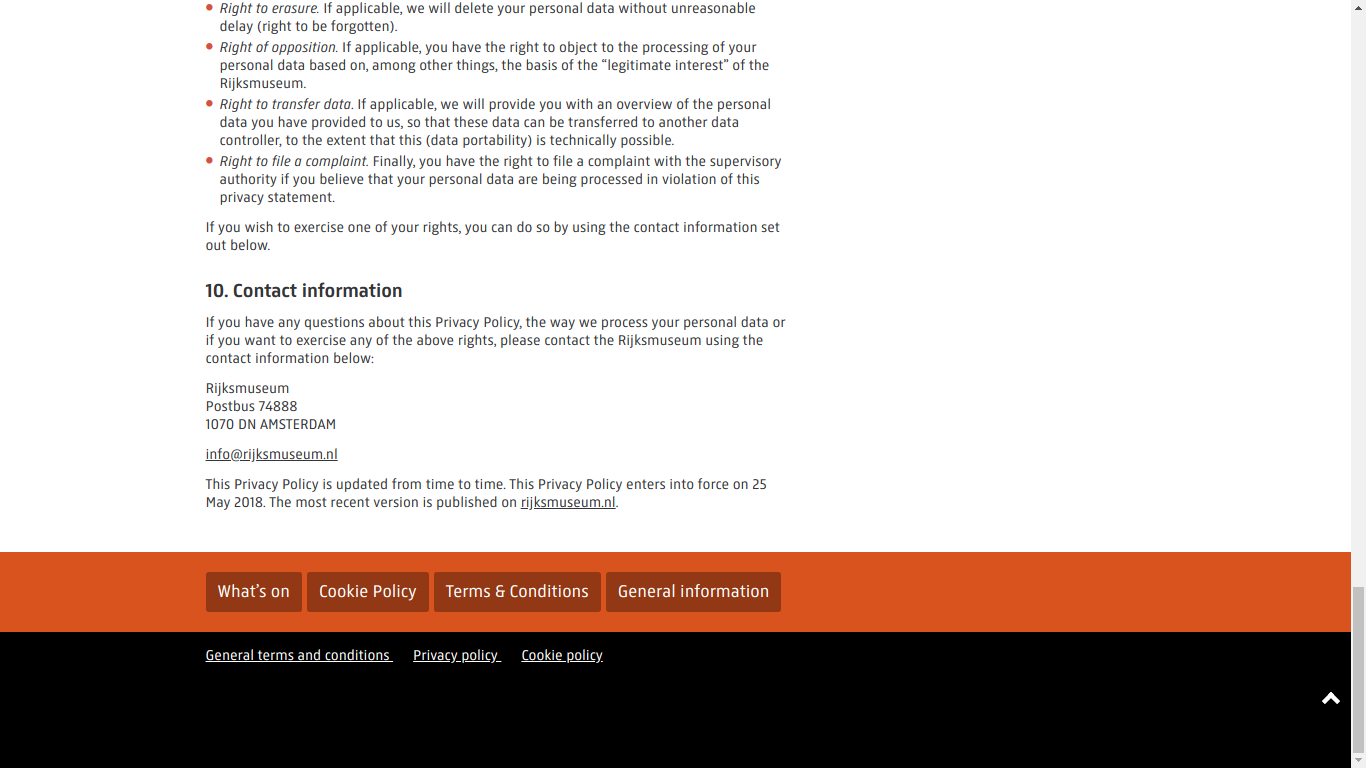 Right to erasure. If applicable, we will delete your personal data without unreasonable
delay (right to be forgotten).
Right of opposition. If applicable, you have the right to object to the processing of your
personal data based on, among other things, the basis of the “legitimate interest” of the
Rijksmuseum.
Right to transfer data. If applicable, we will provide you with an overview of the personal
data you have provided to us, so that these data can be transferred to another data
controller, to the extent that this (data portability) is technically possible.
Right to file a complaint. Finally, you have the right to file a complaint with the supervisory
authority if you believe that your personal data are being processed in violation of this
privacy statement.
If you wish to exercise one of your rights, you can do so by using the contact information set
out below.
10. Contact information
If you have any questions about this Privacy Policy, the way we process your personal data or
if you want to exercise any of the above rights, please contact the Rijksmuseum using the
contact information below:
Rijksmuseum
Postbus 74888
1070 DN AMSTERDAM
info@rijksmuseum.nl
This Privacy Policy is updated from time to time. This Privacy Policy enters into force on 25
May 2018. The most recent version is published on rijksmuseum.nl.
What’s on Cookie Policy Terms & Conditions General information
General terms and conditions Privacy policy Cookie policy